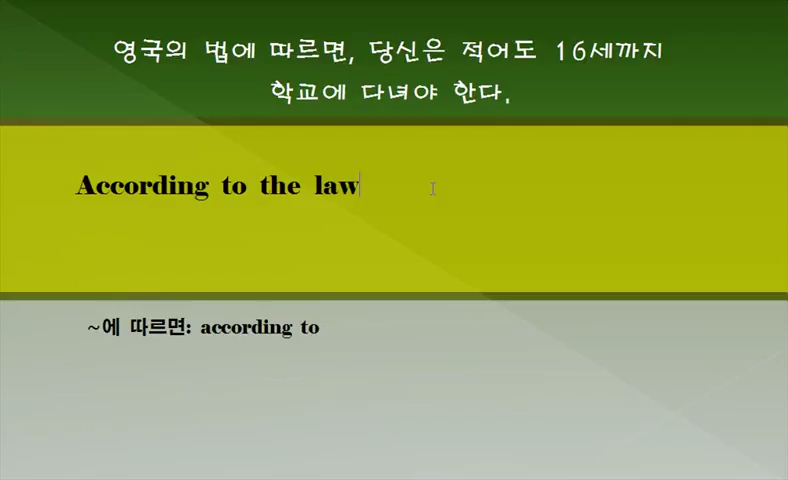 영국의 법에 따르면, 당신은 적어도 16세까지
학교에 다녀야 한다.
According to the law
~에 따르면: according to